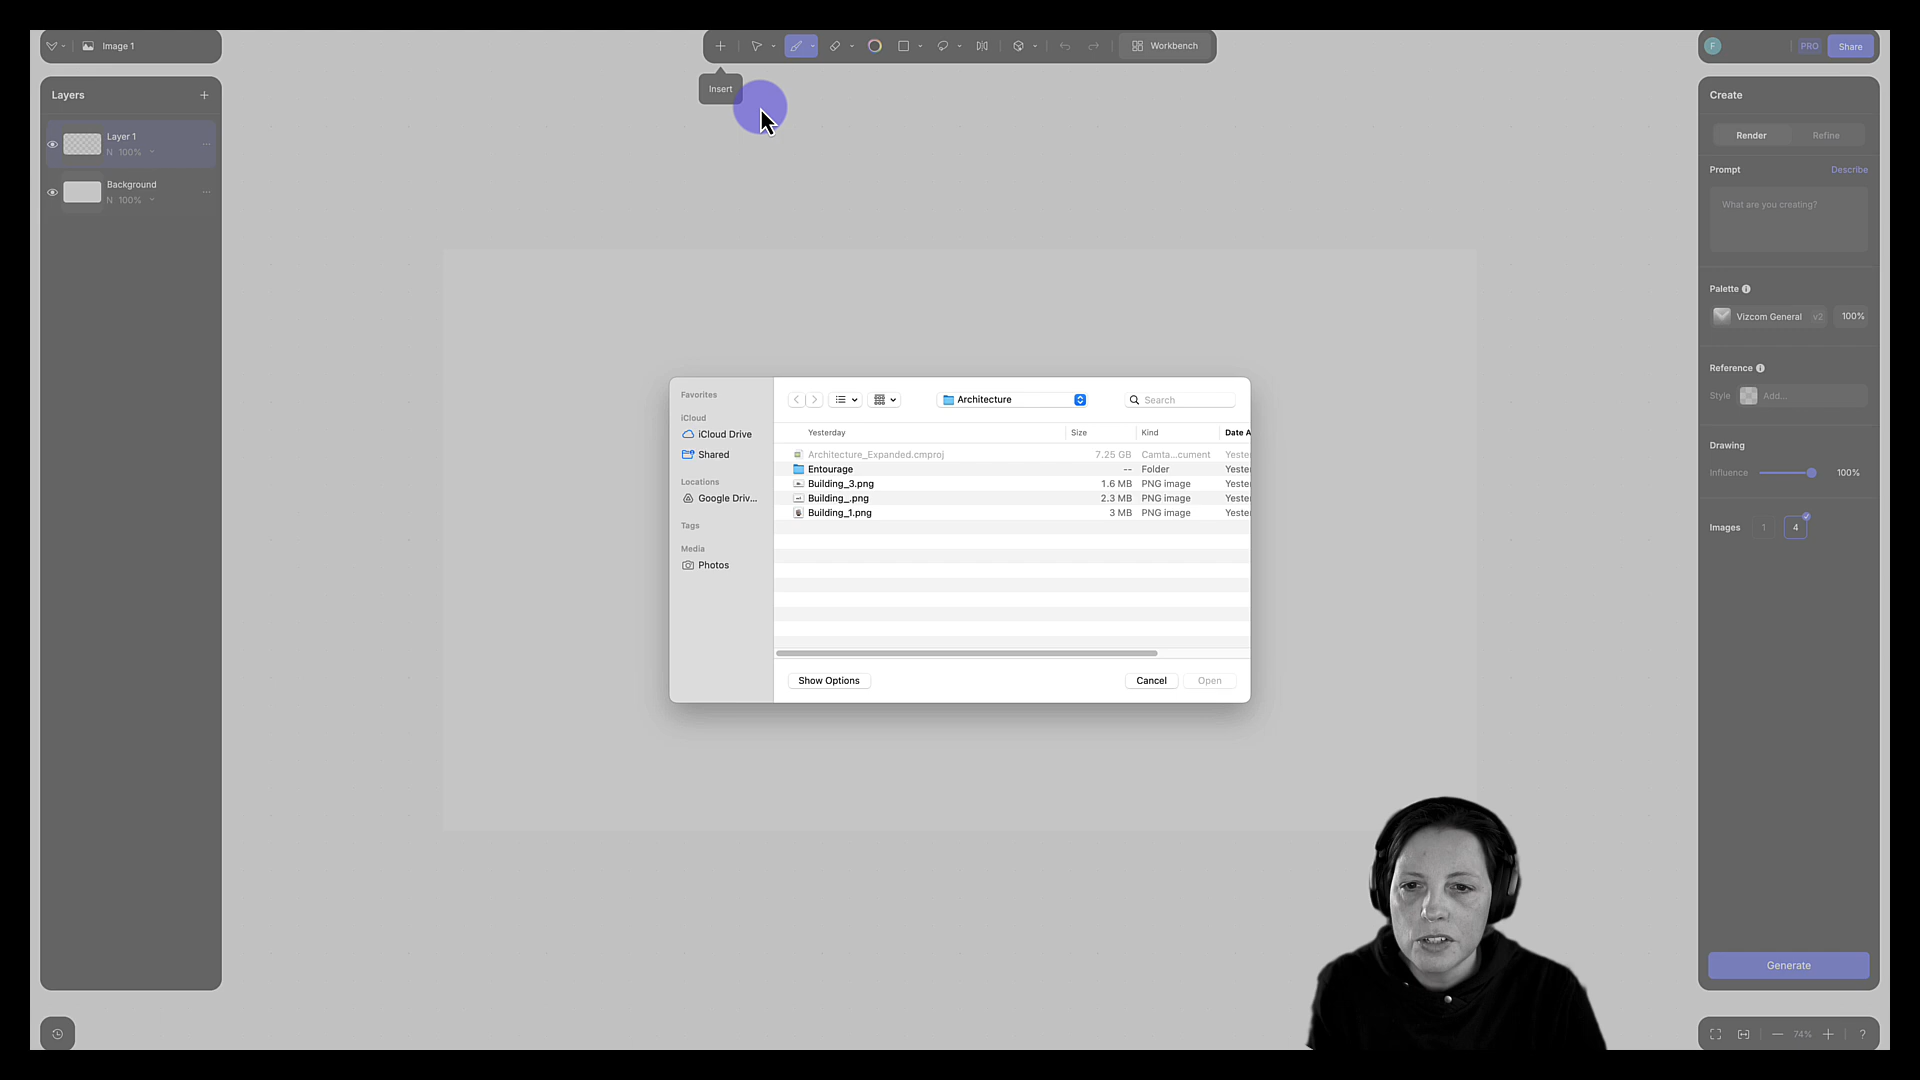 Image 1
Workbench
F
PRO
Share
Insert
Layers
Layer 1
N 100%
Background
N 100%
Create
Render
Refine
Prompt
Describe
What are you creating?
Palette
Vizcom General
v2
100%
Reference
Style
Add...
Drawing
Influence
100%
Images
1
4
Generate
74%
?
Favorites
iCloud
iCloud Drive
Shared
Locations
Google Driv...
Tags
Media
Photos
Architecture
Search
Yesterday Size Kind Date A
Architecture_Expanded.cmproj 7.25 GB Camta...cument Yeste
Entourage -- Folder Yeste
Building_3.png 1.6 MB PNG image Yeste
Building_.png 2.3 MB PNG image Yeste
Building_1.png 3 MB PNG image Yeste
Show Options
Cancel
Open